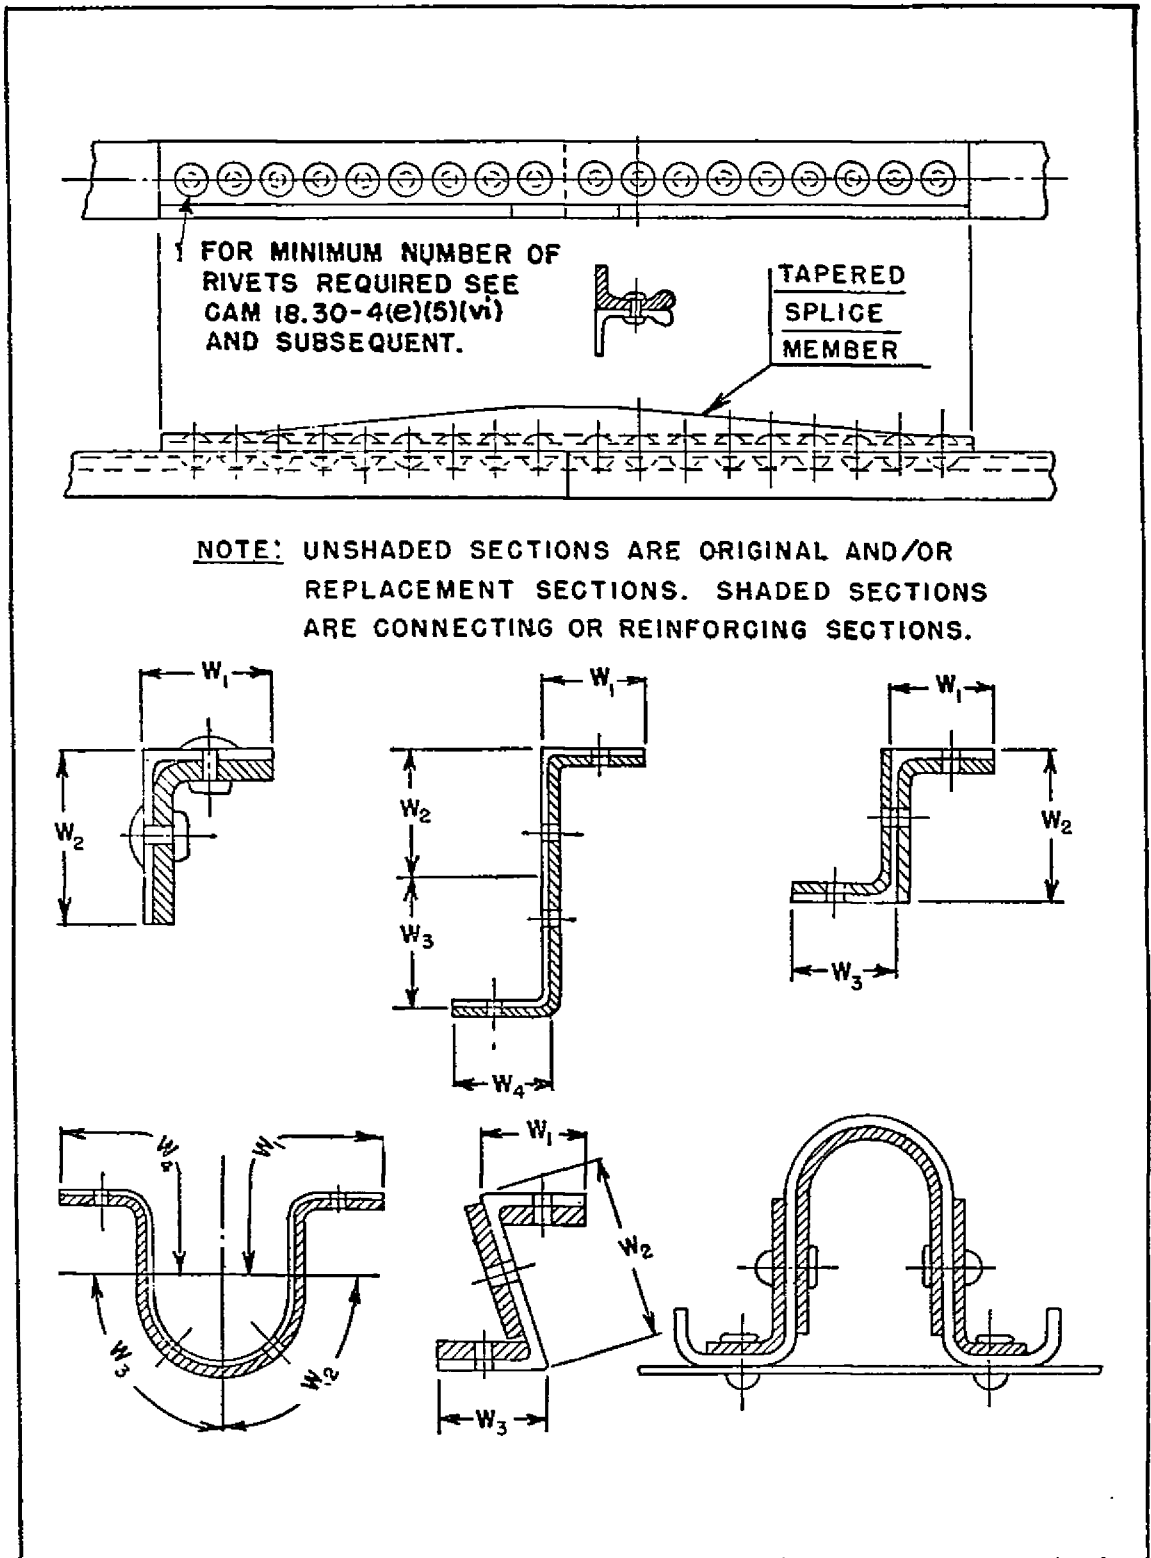 FOR MINIMUM NUMBER OF
RIVETS REQUIRED SEE
CAM 18.30-4(e)(5)(vi)
AND SUBSEQUENT.
TAPERED
SPLICE
MEMBER
NOTE: UNSHADED SECTIONS ARE ORIGINAL AND/OR
REPLACEMENT SECTIONS. SHADED SECTIONS
ARE CONNECTING OR REINFORCING SECTIONS.
W1
W2
W1
W2
W3
W4
W1
W2
W3
W4
W1
W3
W2
W1
W2
W3